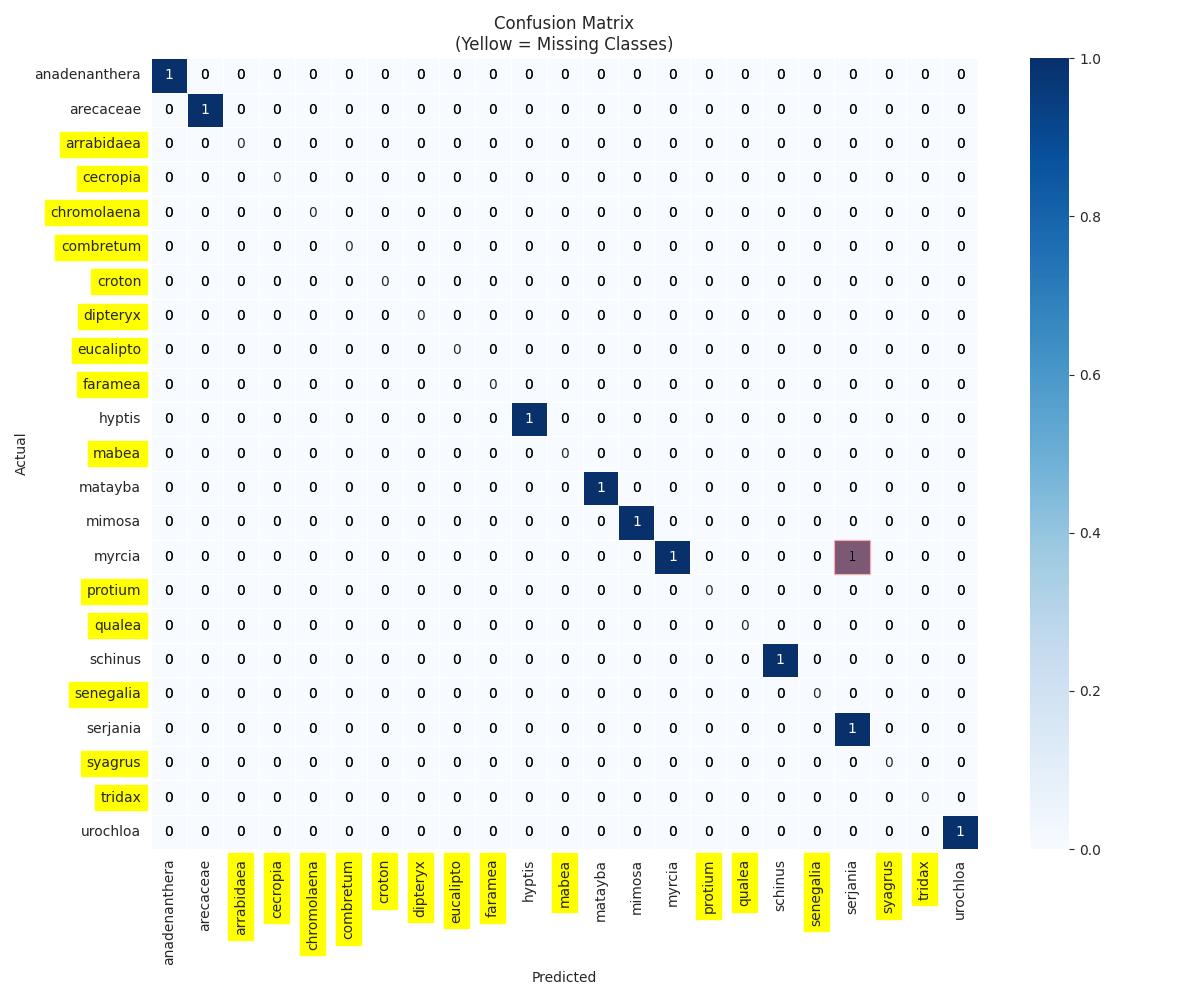 Confusion Matrix
(Yellow = Missing Classes)
Actual
anadenanthera 1 0 0 0 0 0 0 0 0 0 0 0 0 0 0 0 0 0 0 0 0 0 0
arecaceae 0 1 0 0 0 0 0 0 0 0 0 0 0 0 0 0 0 0 0 0 0 0 0
arrabidaea 0 0 0 0 0 0 0 0 0 0 0 0 0 0 0 0 0 0 0 0 0 0 0
cecropia 0 0 0 0 0 0 0 0 0 0 0 0 0 0 0 0 0 0 0 0 0 0 0
chromolaena 0 0 0 0 0 0 0 0 0 0 0 0 0 0 0 0 0 0 0 0 0 0 0
combretum 0 0 0 0 0 0 0 0 0 0 0 0 0 0 0 0 0 0 0 0 0 0 0
croton 0 0 0 0 0 0 0 0 0 0 0 0 0 0 0 0 0 0 0 0 0 0 0
dipteryx 0 0 0 0 0 0 0 0 0 0 0 0 0 0 0 0 0 0 0 0 0 0 0
eucalipto 0 0 0 0 0 0 0 0 0 0 0 0 0 0 0 0 0 0 0 0 0 0 0
faramea 0 0 0 0 0 0 0 0 0 0 0 0 0 0 0 0 0 0 0 0 0 0 0
hyptis 0 0 0 0 0 0 0 0 0 0 1 0 0 0 0 0 0 0 0 0 0 0 0
mabea 0 0 0 0 0 0 0 0 0 0 0 0 0 0 0 0 0 0 0 0 0 0 0
matayba 0 0 0 0 0 0 0 0 0 0 0 0 1 0 0 0 0 0 0 0 0 0 0
mimosa 0 0 0 0 0 0 0 0 0 0 0 0 0 1 0 0 0 0 0 0 0 0 0
myrcia 0 0 0 0 0 0 0 0 0 0 0 0 0 0 1 0 0 0 0 1 0 0 0
protium 0 0 0 0 0 0 0 0 0 0 0 0 0 0 0 0 0 0 0 0 0 0 0
qualea 0 0 0 0 0 0 0 0 0 0 0 0 0 0 0 0 0 0 0 0 0 0 0
schinus 0 0 0 0 0 0 0 0 0 0 0 0 0 0 0 0 0 1 0 0 0 0 0
senegalia 0 0 0 0 0 0 0 0 0 0 0 0 0 0 0 0 0 0 0 0 0 0 0
serjania 0 0 0 0 0 0 0 0 0 0 0 0 0 0 0 0 0 0 0 1 0 0 0
syagrus 0 0 0 0 0 0 0 0 0 0 0 0 0 0 0 0 0 0 0 0 0 0 0
tridax 0 0 0 0 0 0 0 0 0 0 0 0 0 0 0 0 0 0 0 0 0 0 0
urochloa 0 0 0 0 0 0 0 0 0 0 0 0 0 0 0 0 0 0 0 0 0 0 1
anadenanthera
arecaceae
arrabidaea
cecropia
chromolaena
combretum
croton
dipteryx
eucalipto
faramea
hyptis
mabea
matayba
mimosa
myrcia
protium
qualea
schinus
senegalia
serjania
syagrus
tridax
urochloa
Predicted
1.0
0.8
0.6
0.4
0.2
0.0